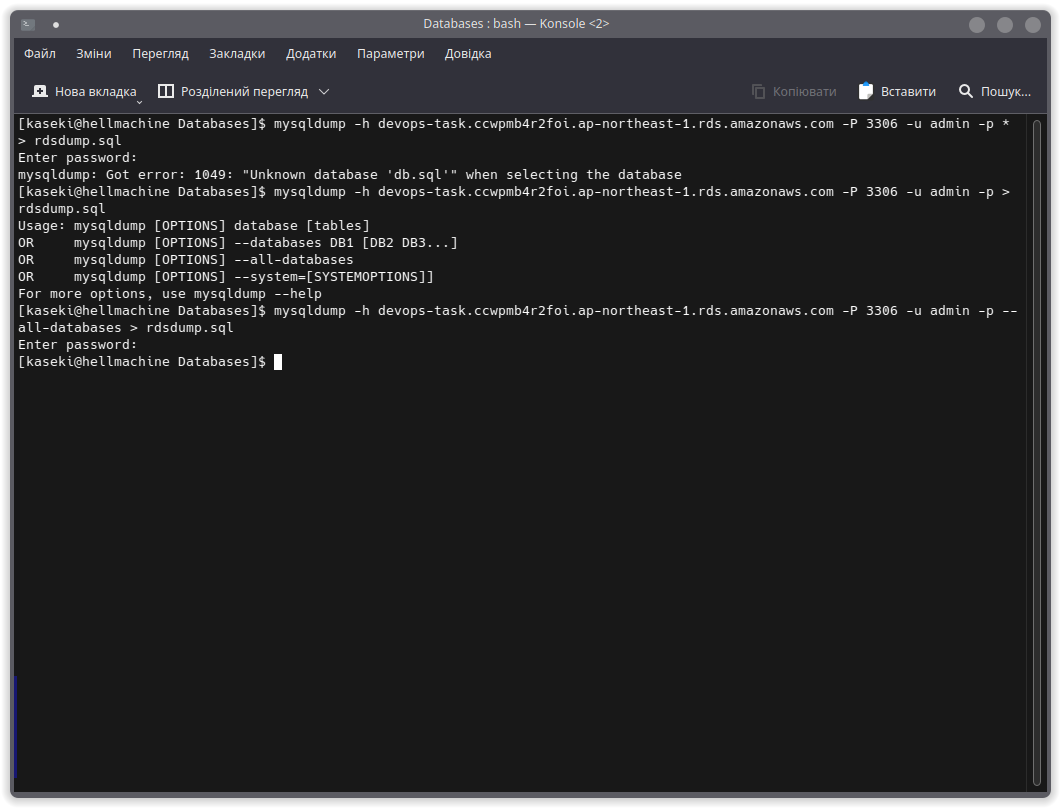 Databases : bash — Konsole <2>
Файл Зміни Перегляд Закладки Додатки Параметри Довідка
Нова вкладка Розділений перегляд Копіювати Вставити Пошук...
[kaseki@hellmachine Databases]$ mysqldump -h devops-task.ccwpmb4r2foi.ap-northeast-1.rds.amazonaws.com -P 3306 -u admin -p *
> rdsdump.sql
Enter password:
mysqldump: Got error: 1049: "Unknown database 'db.sql'" when selecting the database
[kaseki@hellmachine Databases]$ mysqldump -h devops-task.ccwpmb4r2foi.ap-northeast-1.rds.amazonaws.com -P 3306 -u admin -p >
rdsdump.sql
Usage: mysqldump [OPTIONS] database [tables]
OR     mysqldump [OPTIONS] --databases DB1 [DB2 DB3...]
OR     mysqldump [OPTIONS] --all-databases
OR     mysqldump [OPTIONS] --system=[SYSTEMOPTIONS]]
For more options, use mysqldump --help
[kaseki@hellmachine Databases]$ mysqldump -h devops-task.ccwpmb4r2foi.ap-northeast-1.rds.amazonaws.com -P 3306 -u admin -p --
all-databases > rdsdump.sql
Enter password:
[kaseki@hellmachine Databases]$